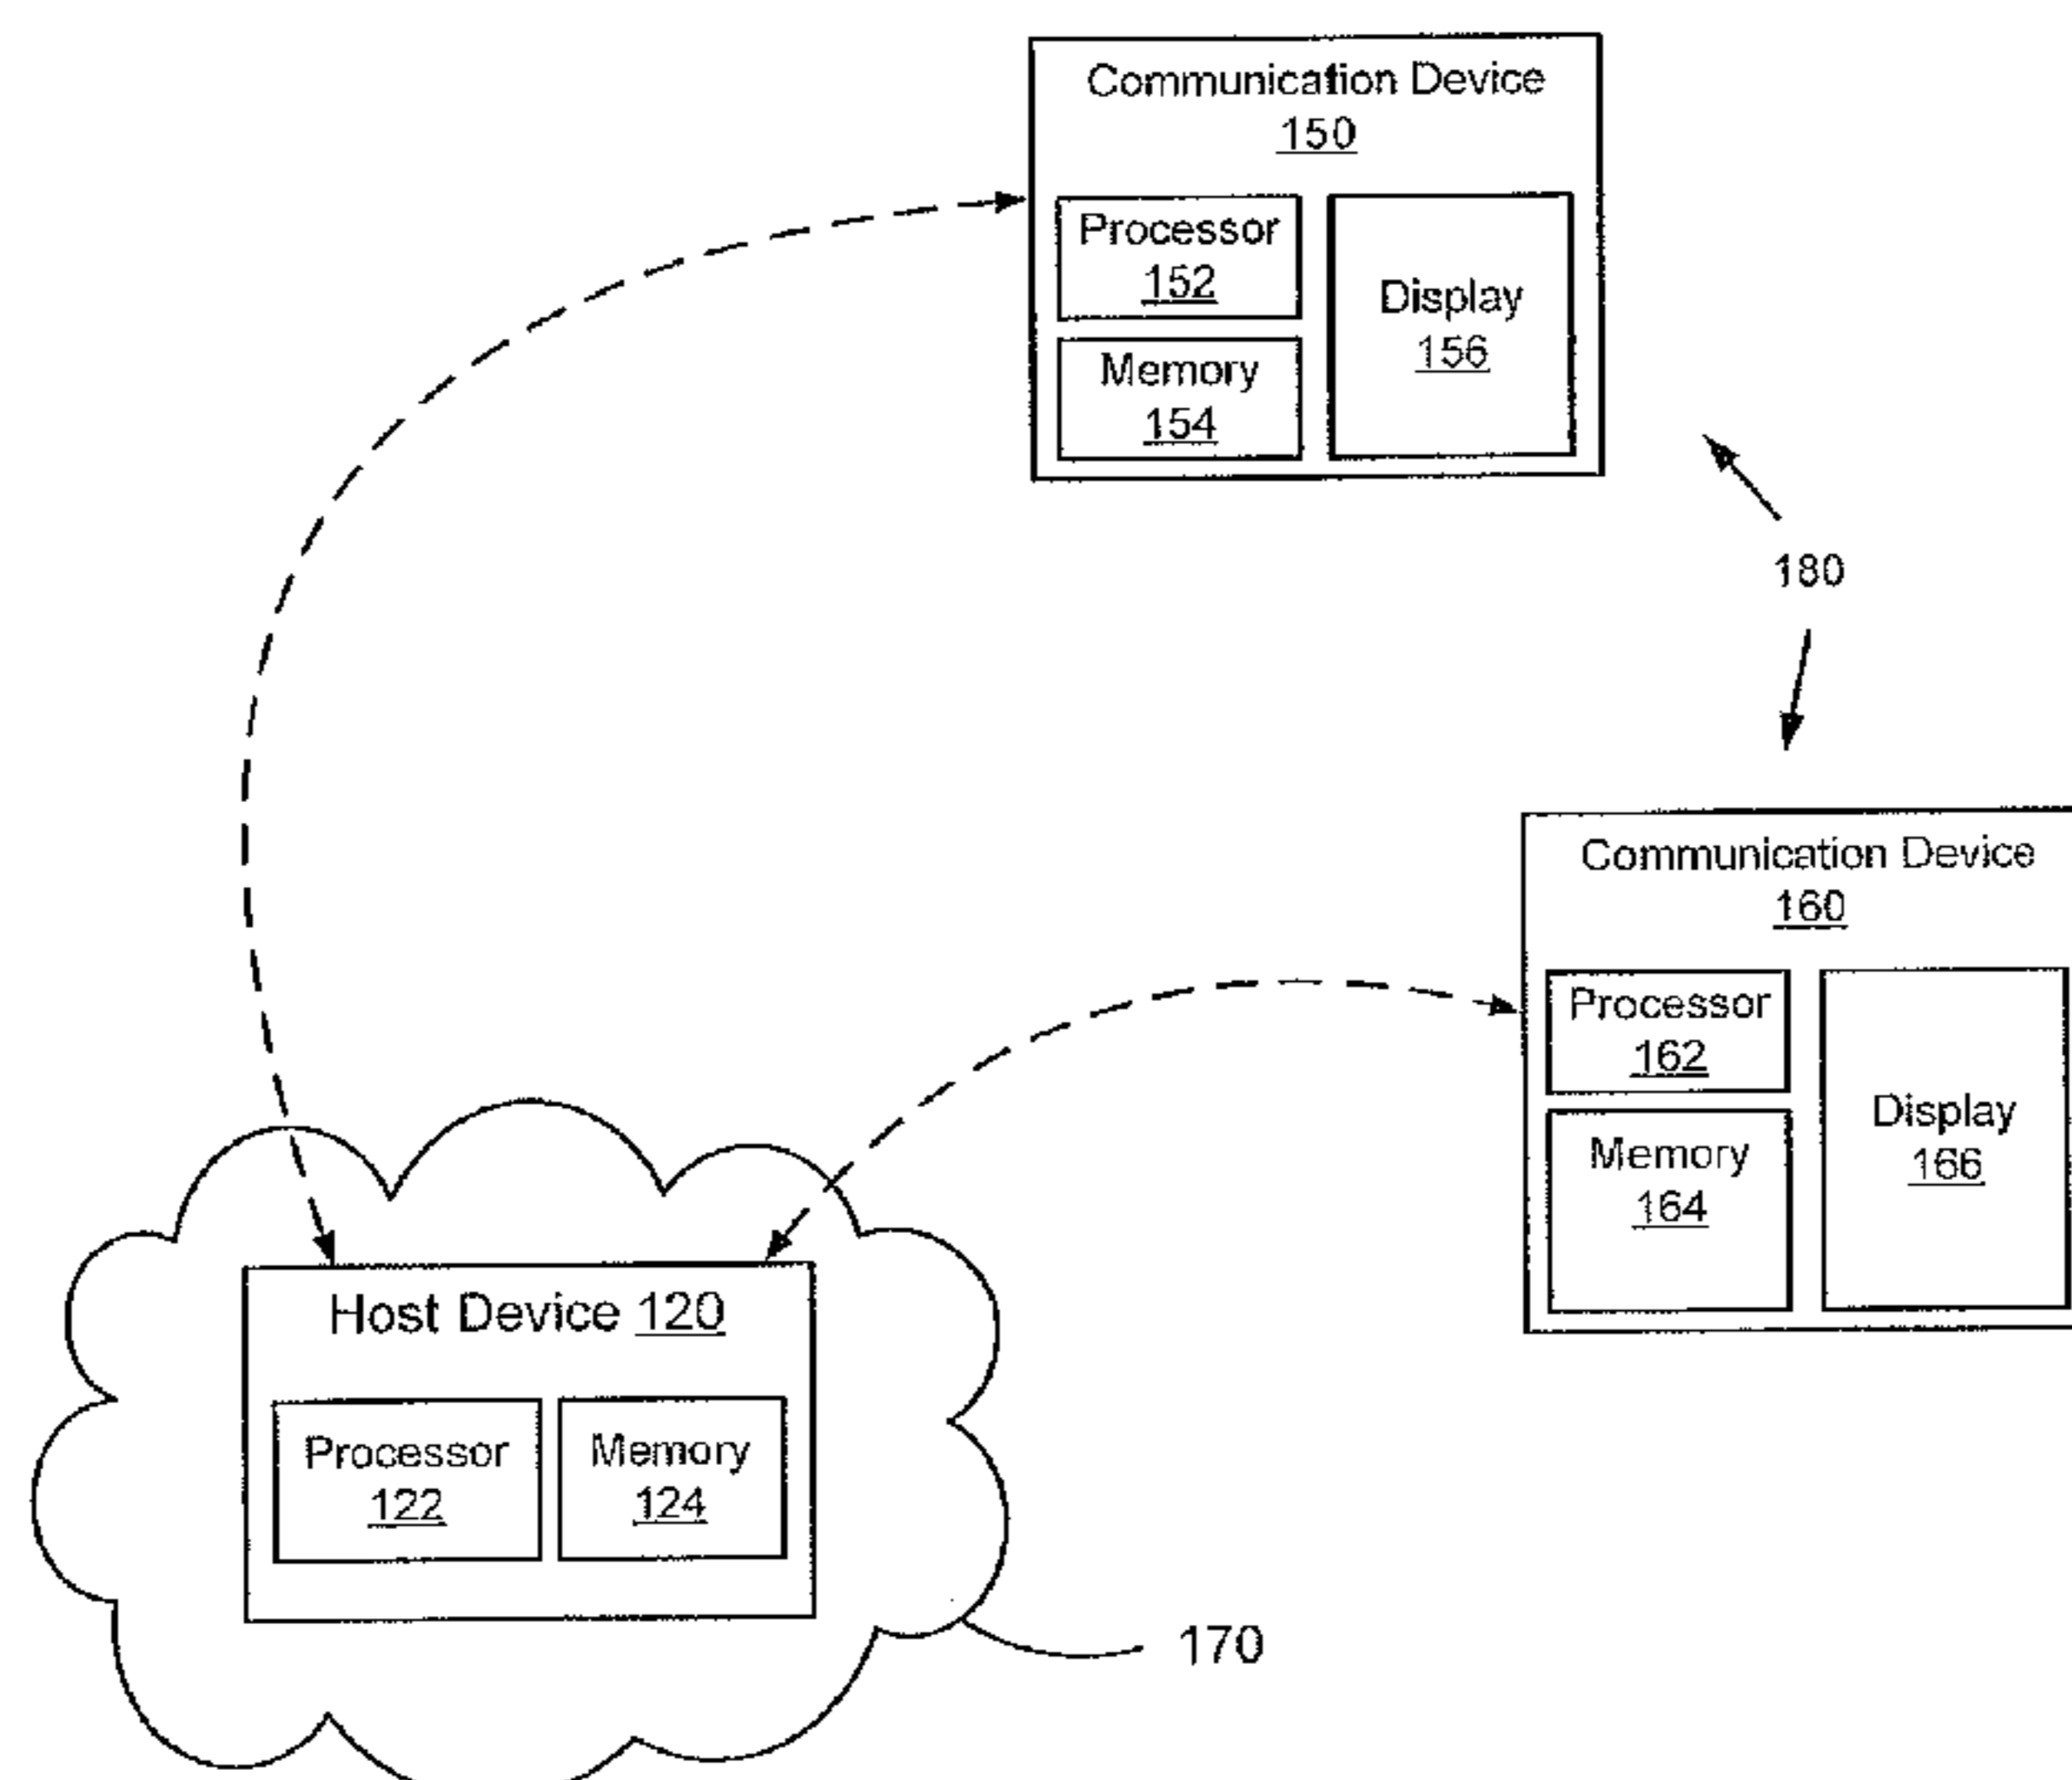 Communication Device
150
Processor
152
Display
156
Memory
154
180
Communication Device
160
Processor
162
Display
166
Memory
164
Host Device 120
Processor
122
Memory
124
170